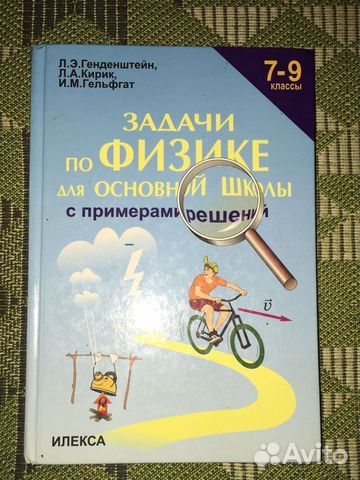 Л.Э.Генденштейн,
Л.А.Кирик,
И.М.Гельфгат
7-9
классы
ЗАДАЧИ
ПО ФИЗИКЕ
для ОСНОВНОЙ ШКОЛЫ
с примерами решений
v
ИЛЕКСА
Avito